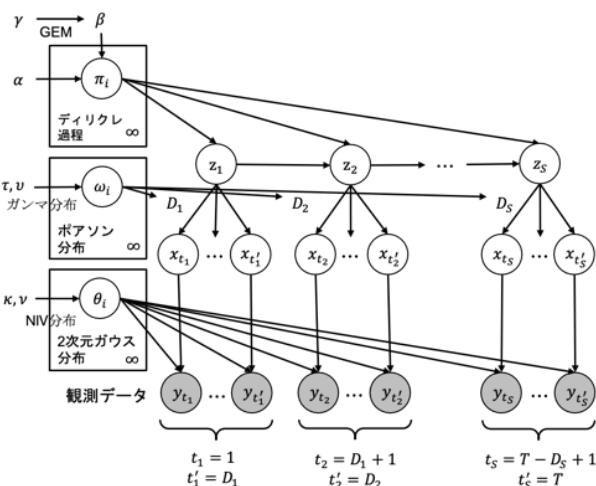 γ β
GEM
α π_i
ディリクレ
過程 ∞
z_1 z_2 ... z_S
τ, υ ω_i D_1 D_2 D_S
ガンマ分布
ポアソン
分布 ∞
x_{t_1} ... x_{t'_1} x_{t_2} ... x_{t'_2} x_{t_S} ... x_{t'_S}
κ, ν θ_i
NIV分布
2次元ガウス
分布 ∞
観測データ y_{t_1} ... y_{t'_1} y_{t_2} ... y_{t'_2} y_{t_S} ... y_{t'_S}
t_1 = 1 t_2 = D_1 + 1 t_S = T − D_S + 1
t'_1 = D_1 t'_2 = D_2 t'_S = T